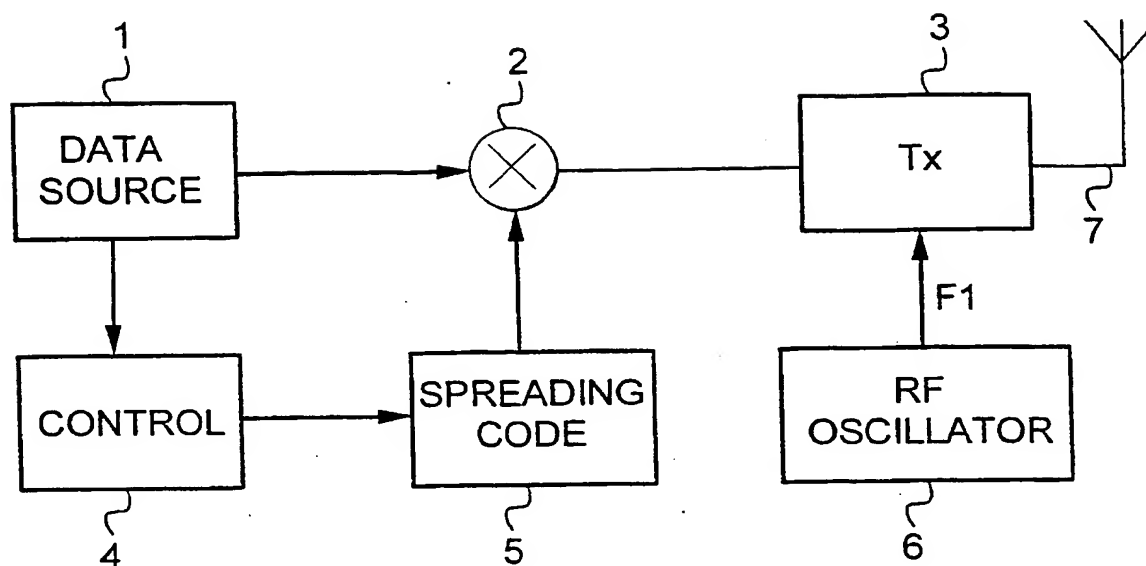 1
2
3
DATA
SOURCE
Tx
7
F1
CONTROL
SPREADING
CODE
RF
OSCILLATOR
4
5
6